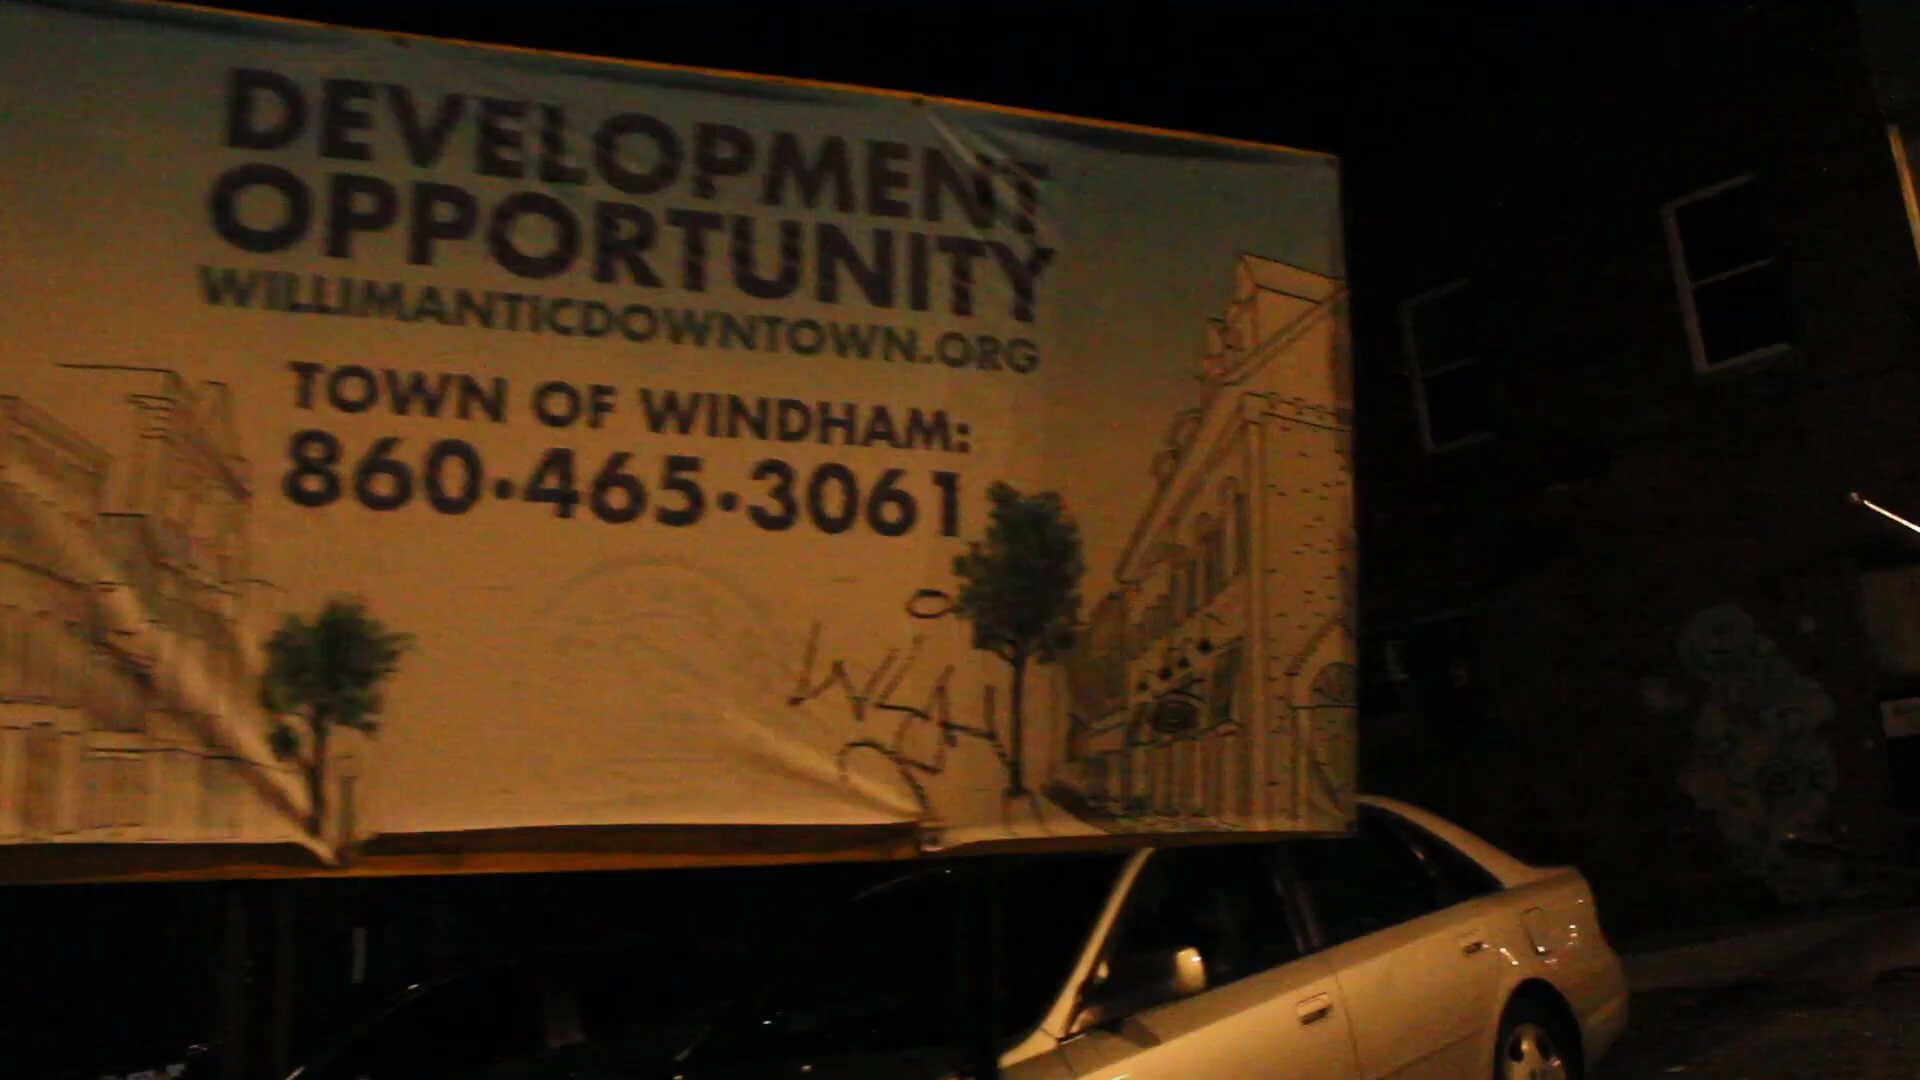 DEVELOPMENT
OPPORTUNITY
WILLIMANTICDOWNTOWN.ORG
TOWN OF WINDHAM:
860·465·3061